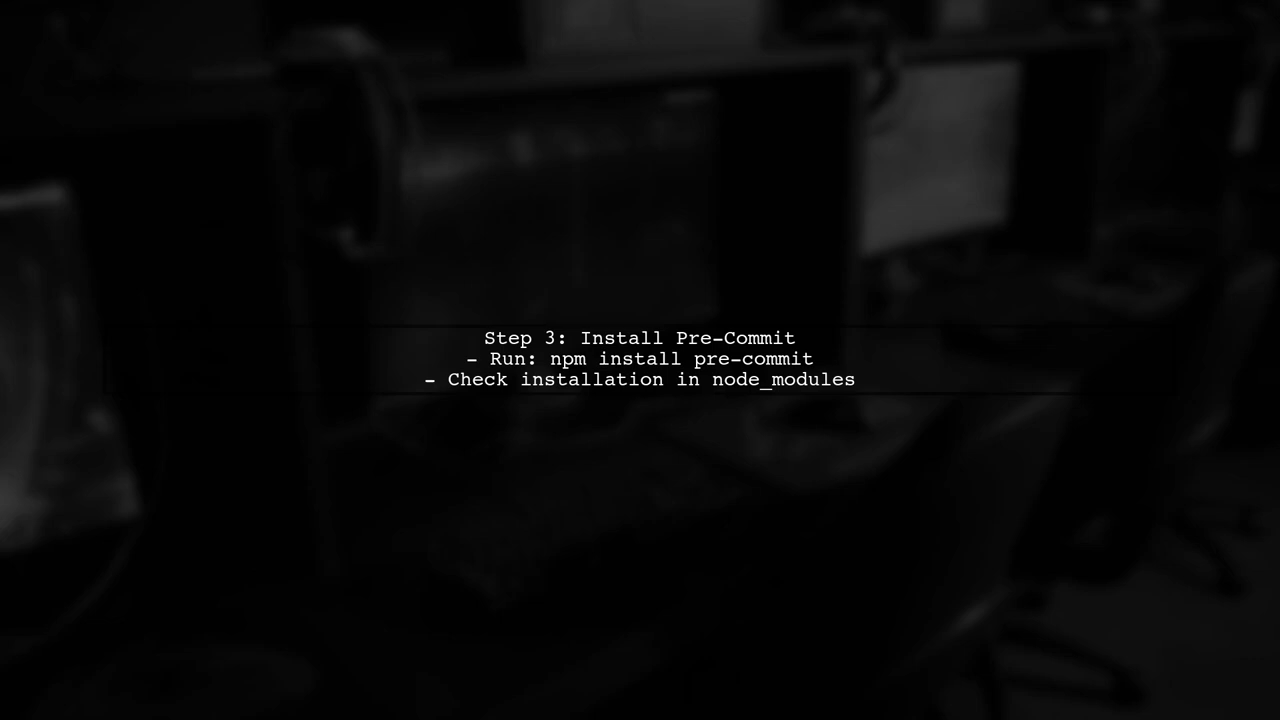 Step 3: Install Pre-Commit
- Run: npm install pre-commit
- Check installation in node_modules